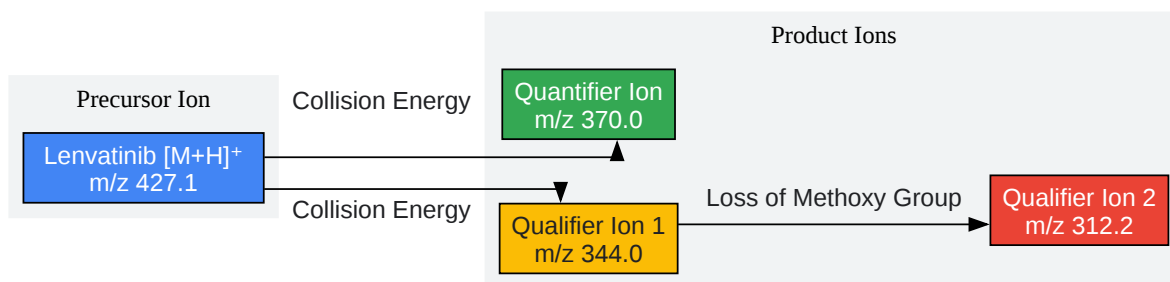 Product Ions
Precursor Ion
Collision Energy
Quantifier Ion
m/z 370.0
Lenvatinib [M+H]⁺
m/z 427.1
Collision Energy
Qualifier Ion 1
m/z 344.0
Loss of Methoxy Group
Qualifier Ion 2
m/z 312.2